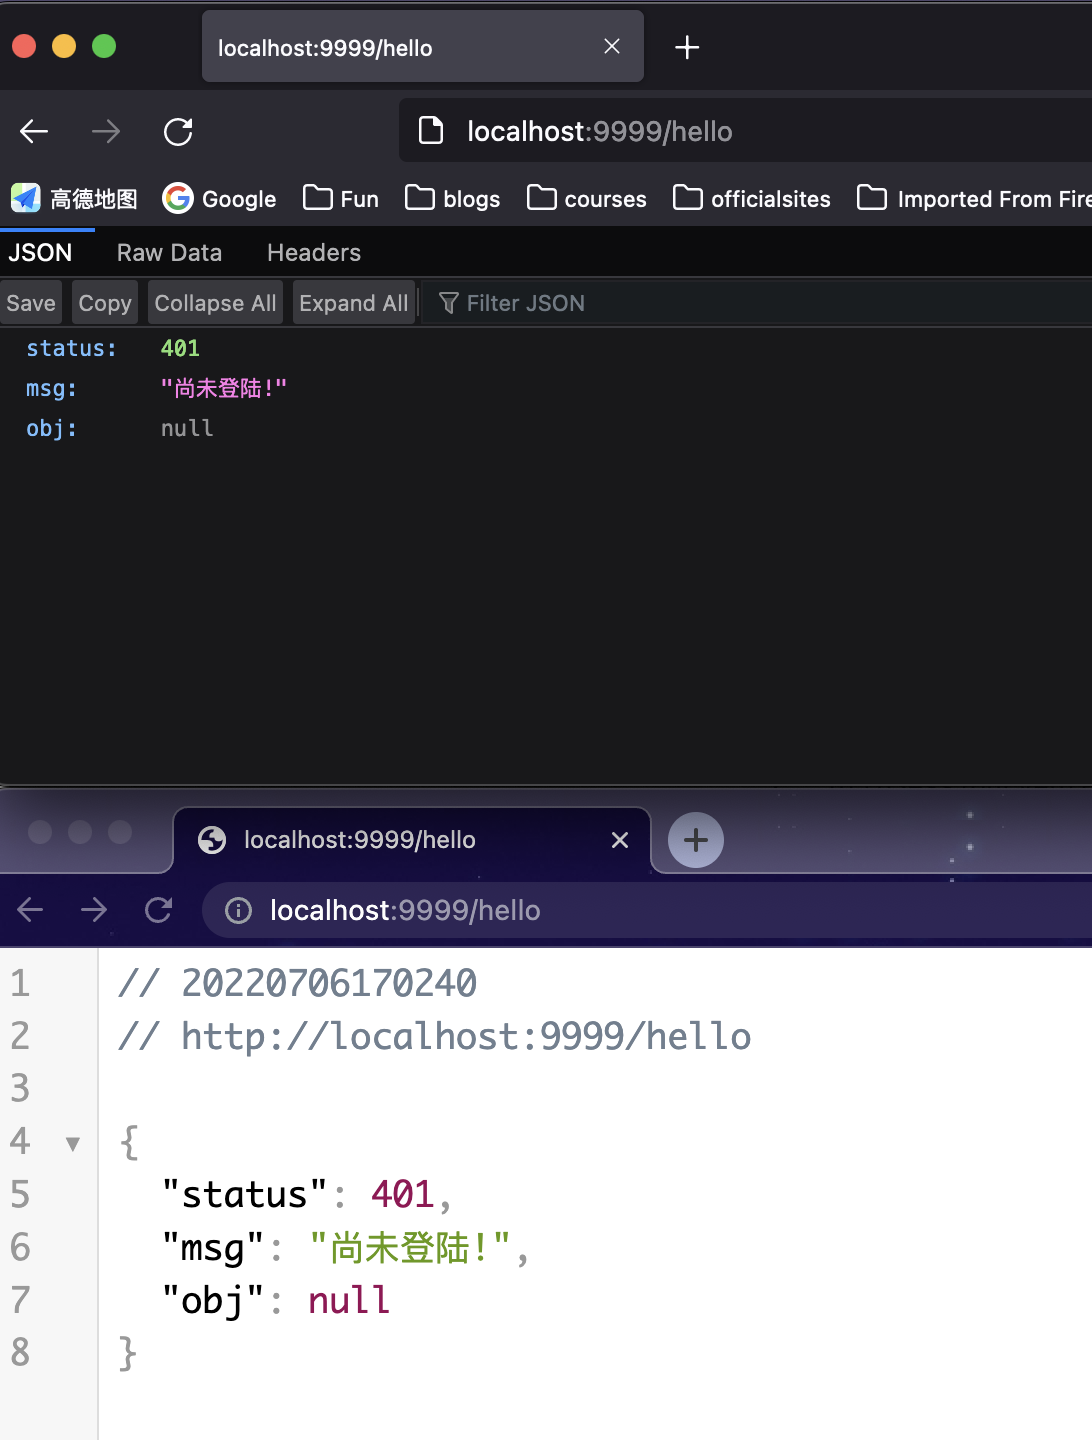 localhost:9999/hello
localhost:9999/hello
高德地图 Google Fun blogs courses officialsites Imported From Fire
JSON Raw Data Headers
Save Copy Collapse All Expand All Filter JSON
status: 401
msg: "尚未登陆!"
obj: null
localhost:9999/hello
localhost:9999/hello
1 // 20220706170240
2 // http://localhost:9999/hello
3
4 {
5 "status": 401,
6 "msg": "尚未登陆!",
7 "obj": null
8 }